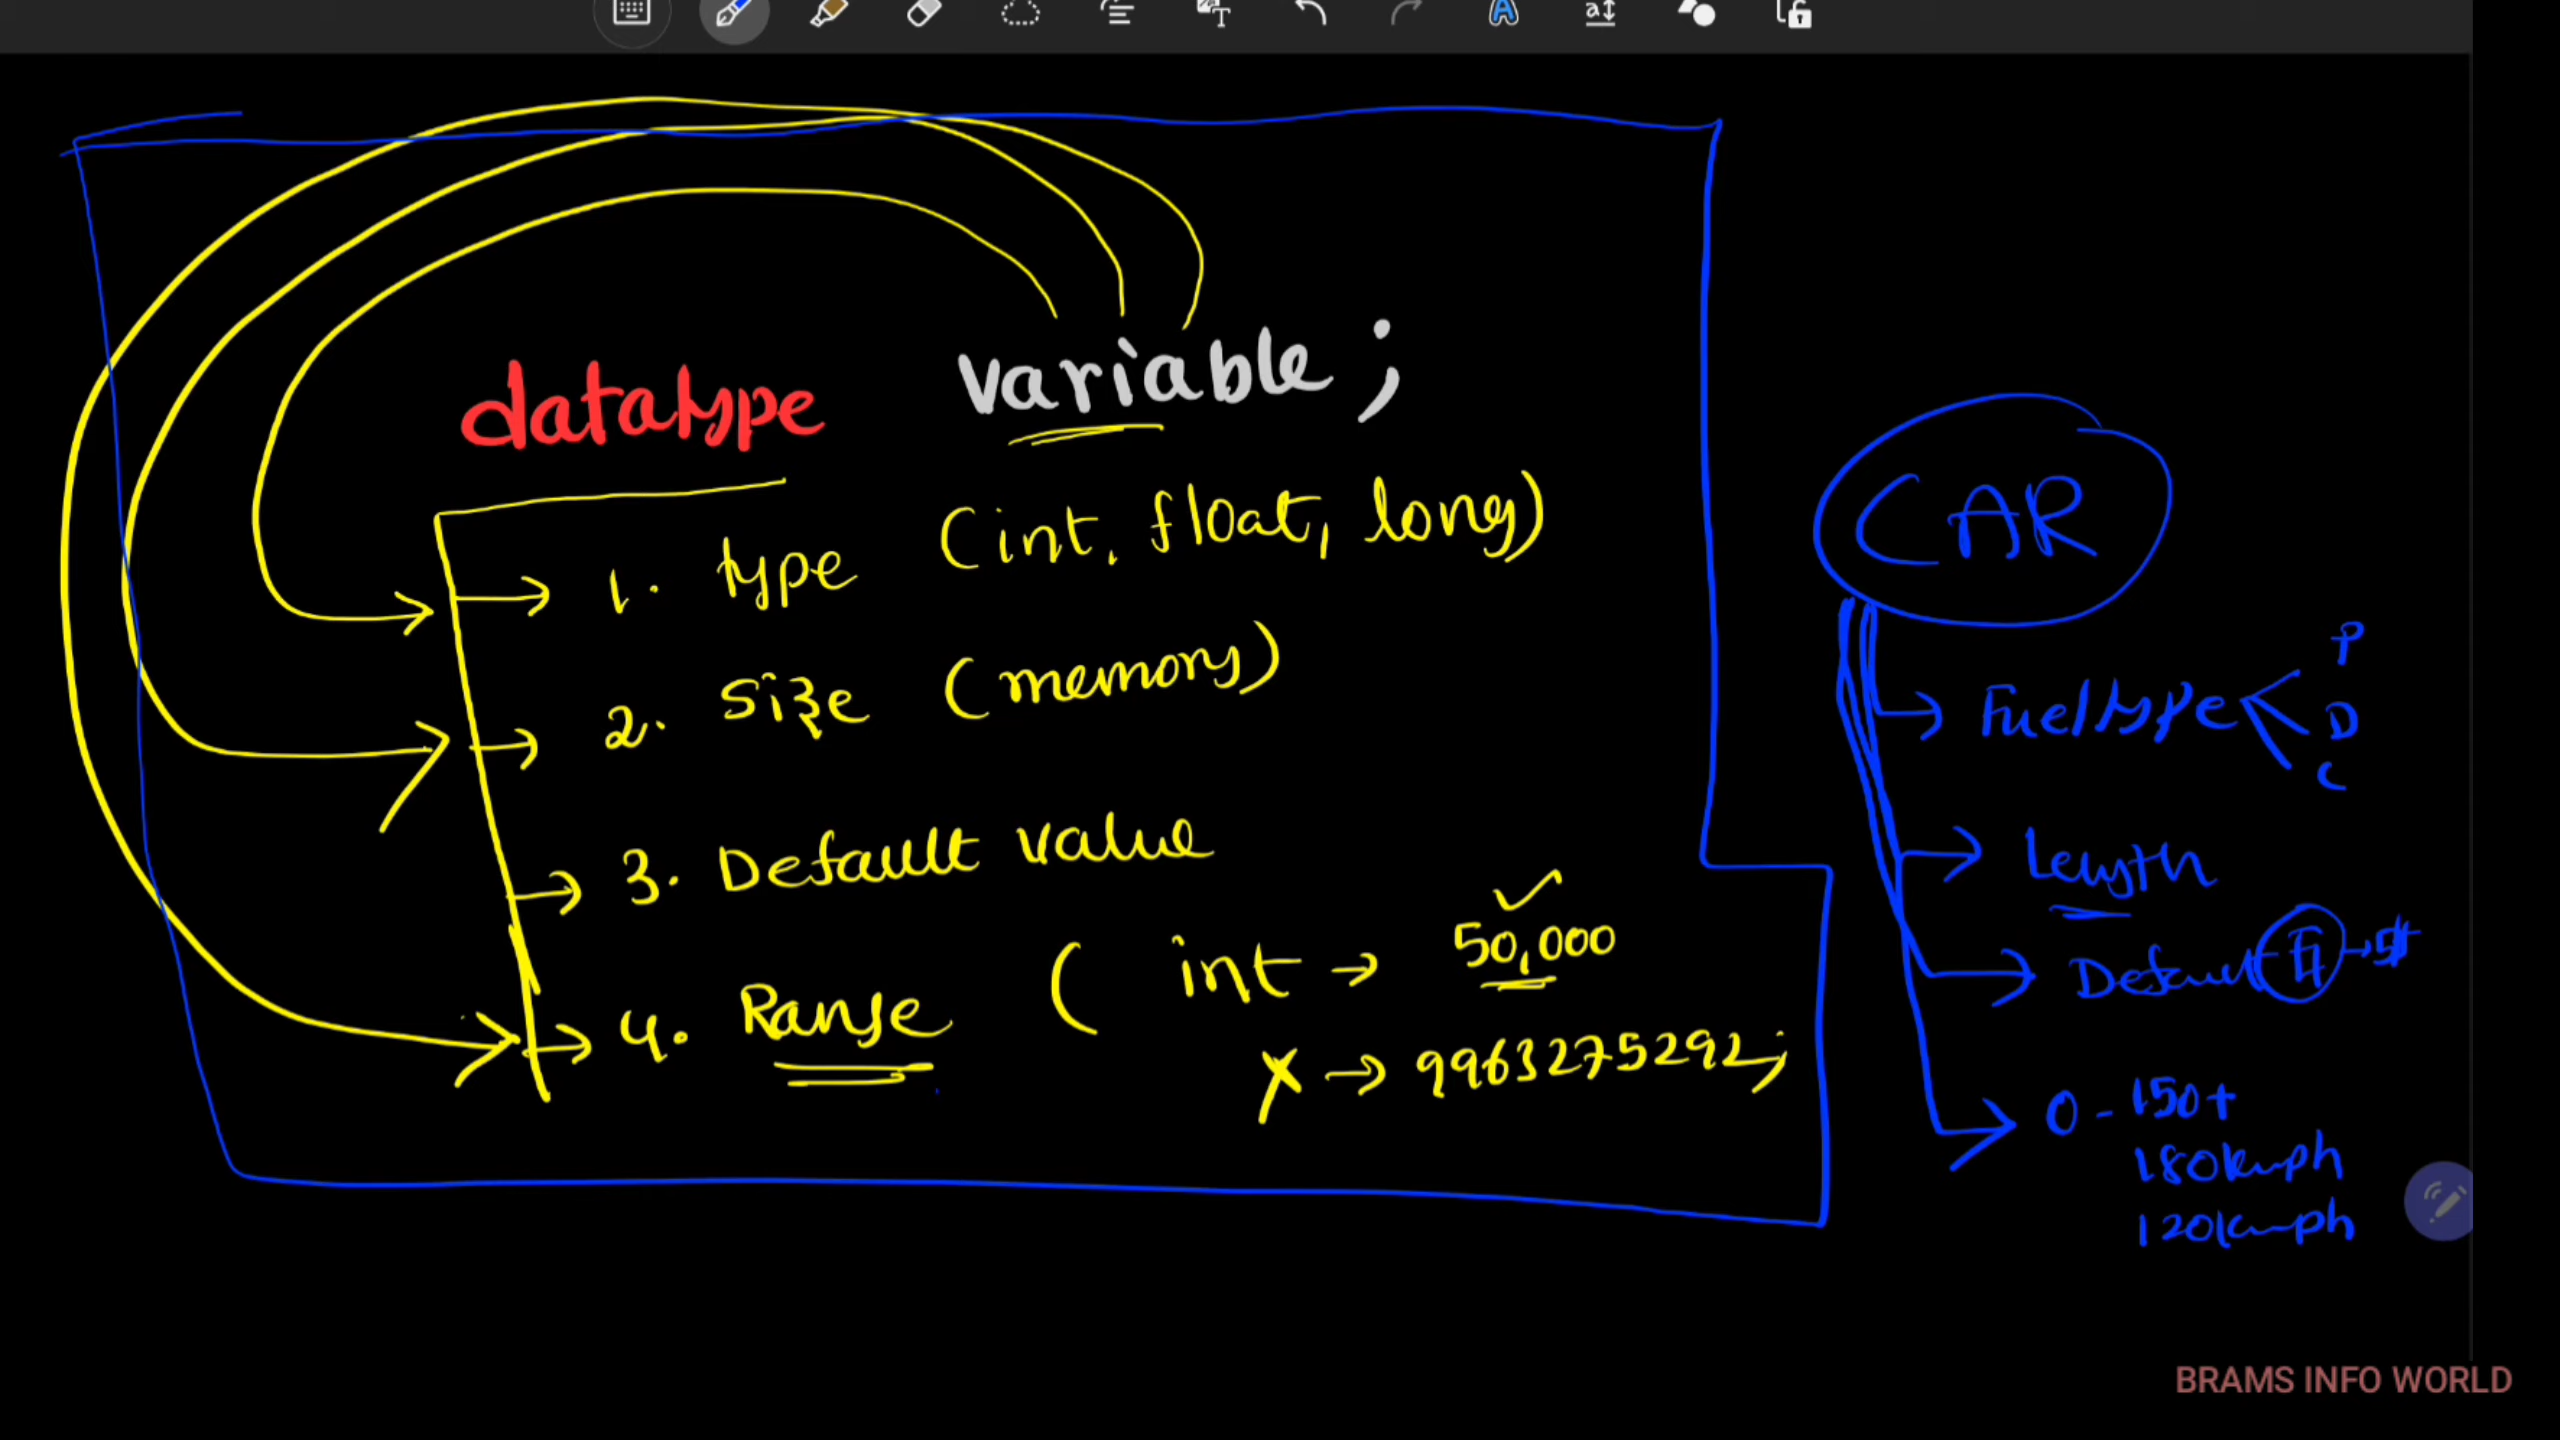 datatype variable ;
1. type (int, float, long)
2. Size (memory)
3. Default value
4. Range ( int → 50,000 ✓
X → 9963275292;
CAR
Fueltype P
D
C
Length
Default
0 - 150+
180kmph
120kmph
BRAMS INFO WORLD